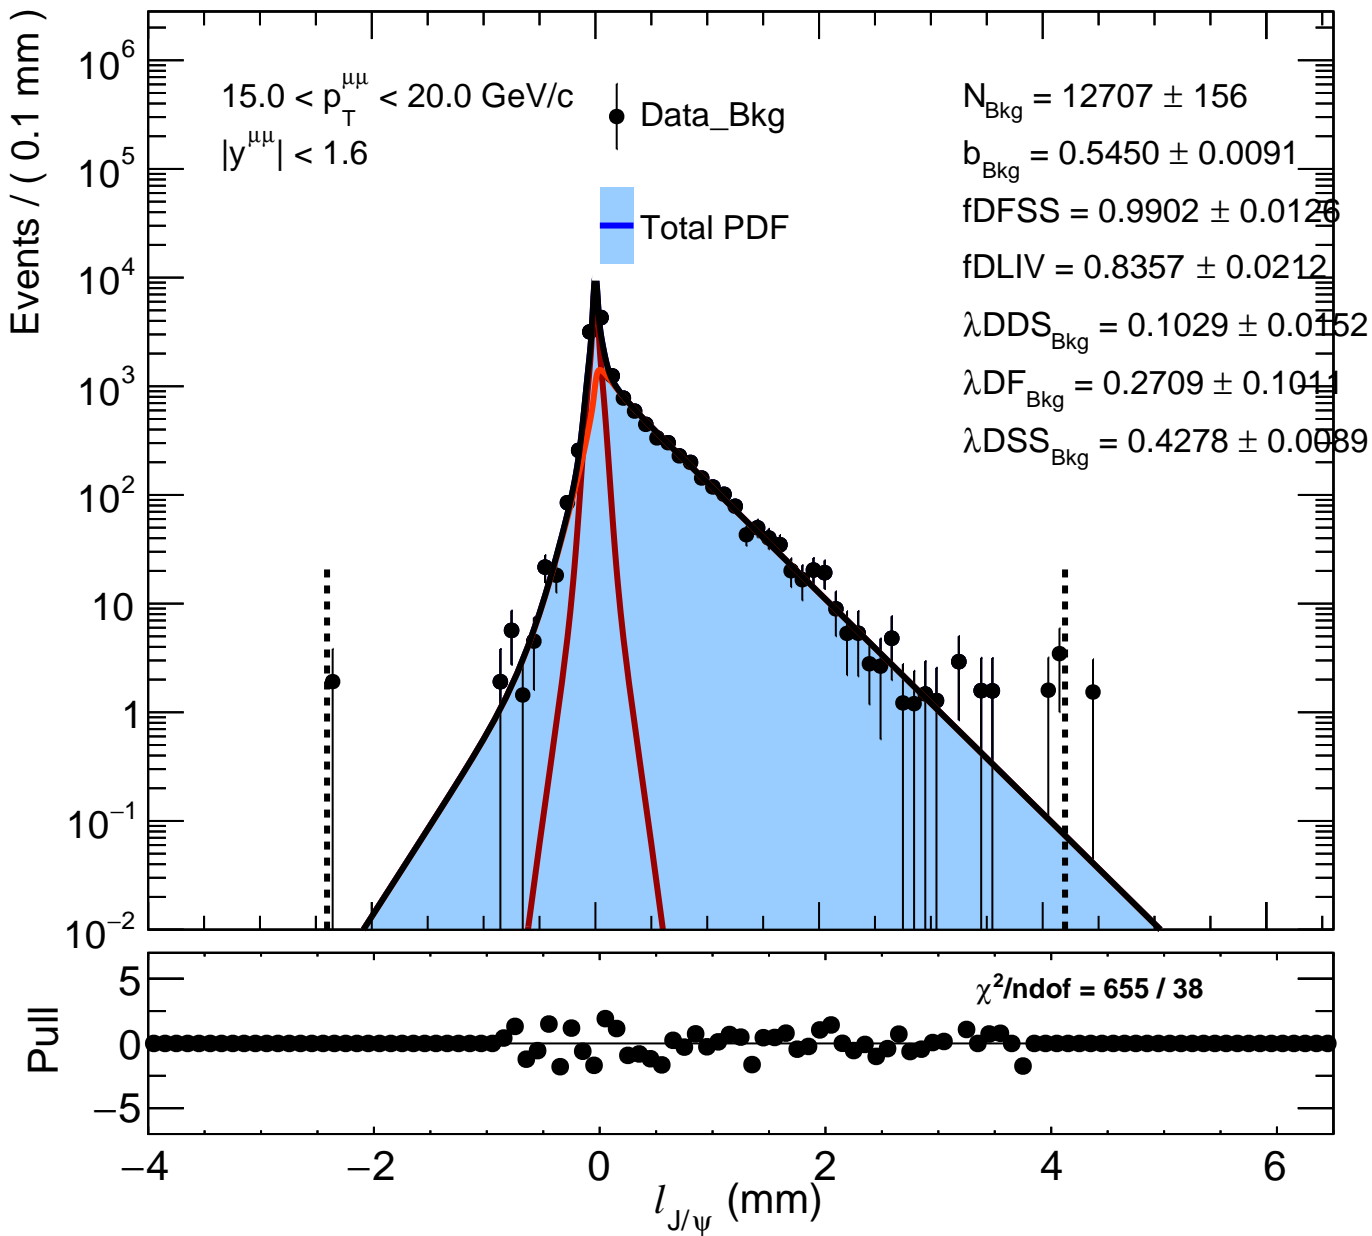 Events / ( 0.1 mm )
10^6
10^5
10^4
10^3
10^2
10
1
10^−1
10^−2
15.0 < p_T^μμ < 20.0 GeV/c
|y^μμ| < 1.6
Data_Bkg
Total PDF
N_Bkg = 12707 ± 156
b_Bkg = 0.5450 ± 0.0091
fDFSS = 0.9902 ± 0.0126
fDLIV = 0.8357 ± 0.0212
λDDS_Bkg = 0.1029 ± 0.0152
λDF_Bkg = 0.2709 ± 0.1011
λDSS_Bkg = 0.4278 ± 0.0089
Pull
5
0
−5
χ²/ndof = 655 / 38
−4 −2 0 2 4 6
l_J/ψ (mm)